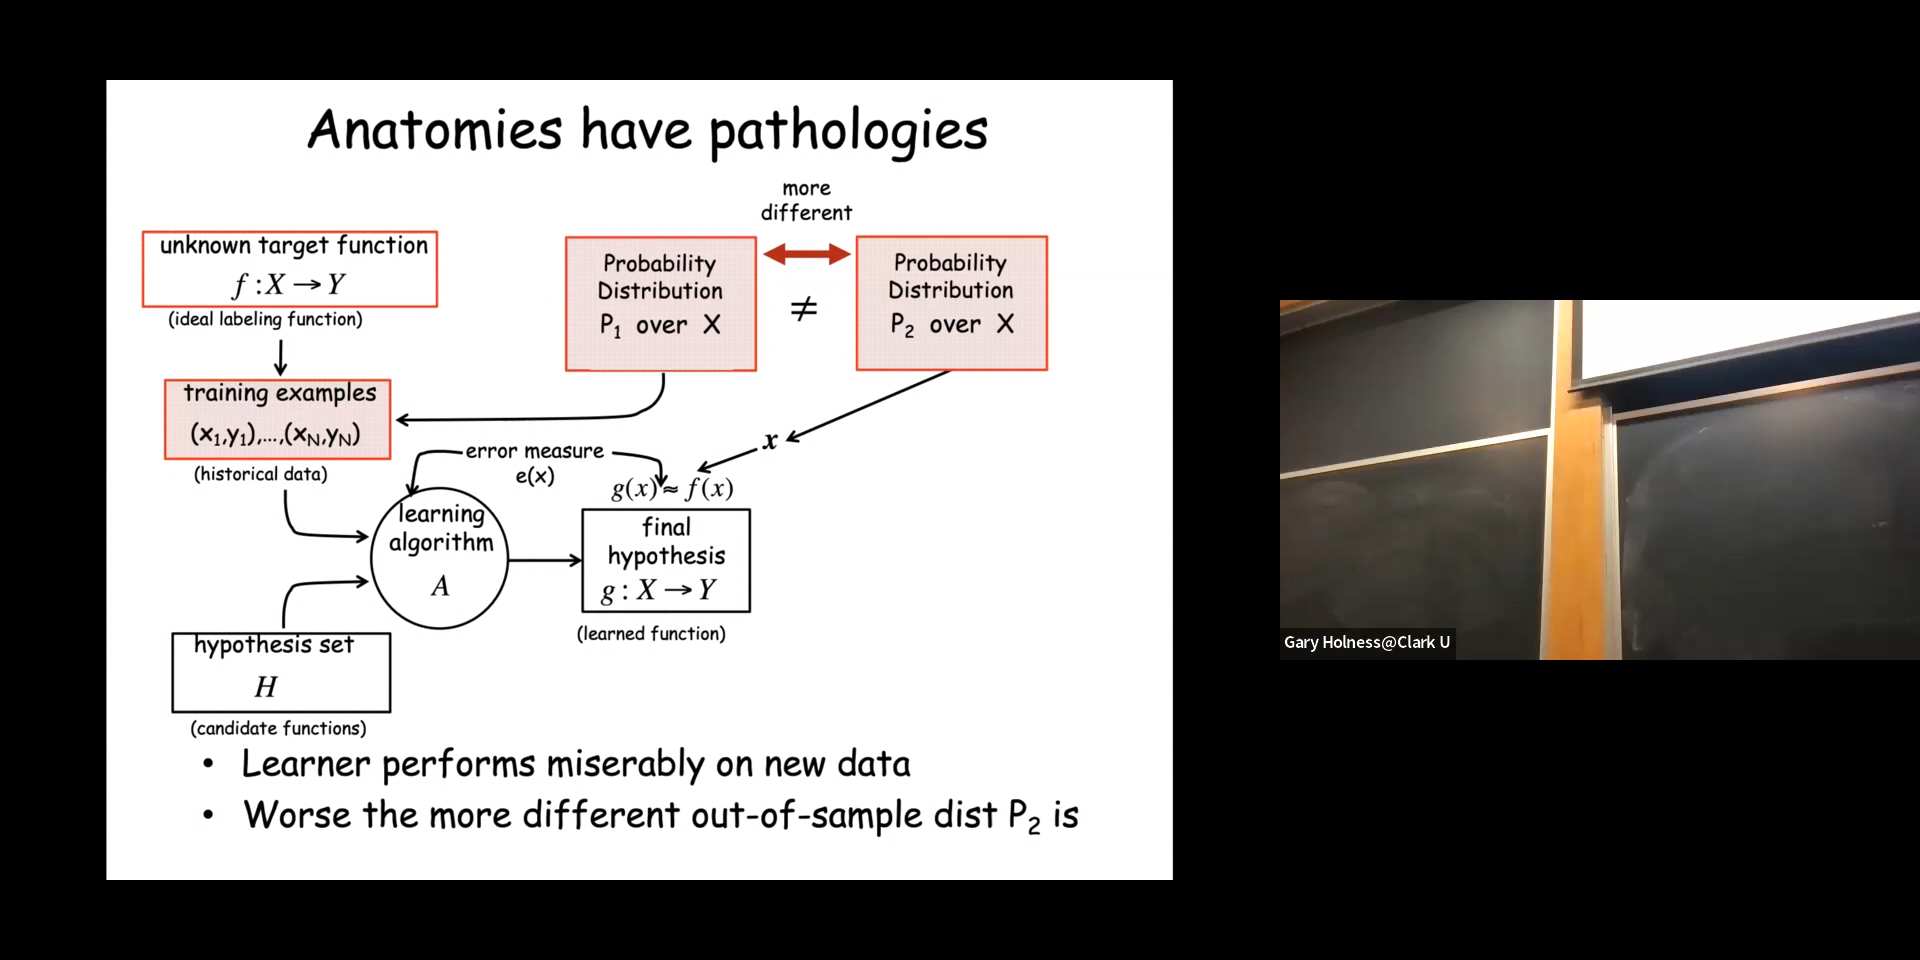 Anatomies have pathologies
more
different
unknown target function
f : X → Y
(ideal labeling function)
Probability
Distribution
P₁ over X
≠
Probability
Distribution
P₂ over X
training examples
(x₁,y₁),...,(x_N,y_N)
(historical data)
error measure
e(x)
x
g(x) ≈ f(x)
learning
algorithm
A
final
hypothesis
g : X → Y
(learned function)
hypothesis set
H
(candidate functions)
• Learner performs miserably on new data
• Worse the more different out-of-sample dist P₂ is
Gary Holness@Clark U